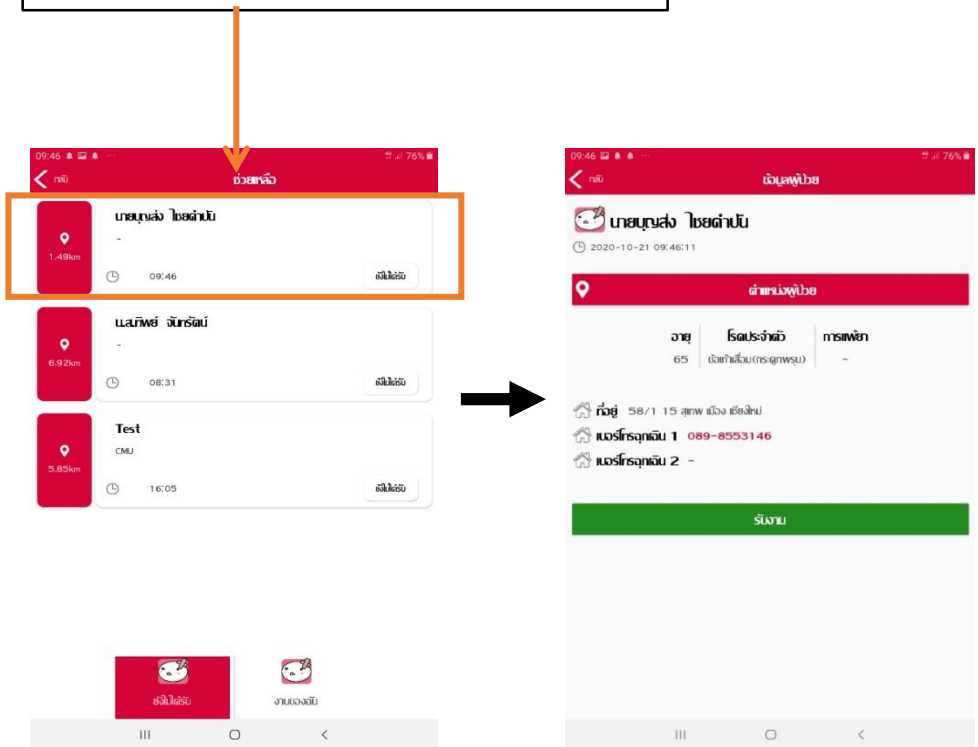 09:46
76%
กลับ
ช่วยเหลือ
นายบุญส่ง ไชยคำปัน
-
1.49km
09:46
ยังไม่ได้รับ
น.ส.ทิพย์ จันทรัตน์
-
6.92km
08:31
ยังไม่ได้รับ
Test
CMU
5.85km
16:05
ยังไม่ได้รับ
ยังไม่ได้รับ
งานของฉัน
09:46
76%
กลับ
ข้อมูลผู้ป่วย
นายบุญส่ง ไชยคำปัน
2020-10-21 09:46:11
ตำแหน่งผู้ป่วย
อายุ โรคประจำตัว การแพ้ยา
65 ข้อเท้าเสื่อม(กระดูกพรุน) -
ที่อยู่ 58/1 15 สุเทพ เมือง เชียงใหม่
เบอร์โทรฉุกเฉิน 1 089-8553146
เบอร์โทรฉุกเฉิน 2 -
รับงาน